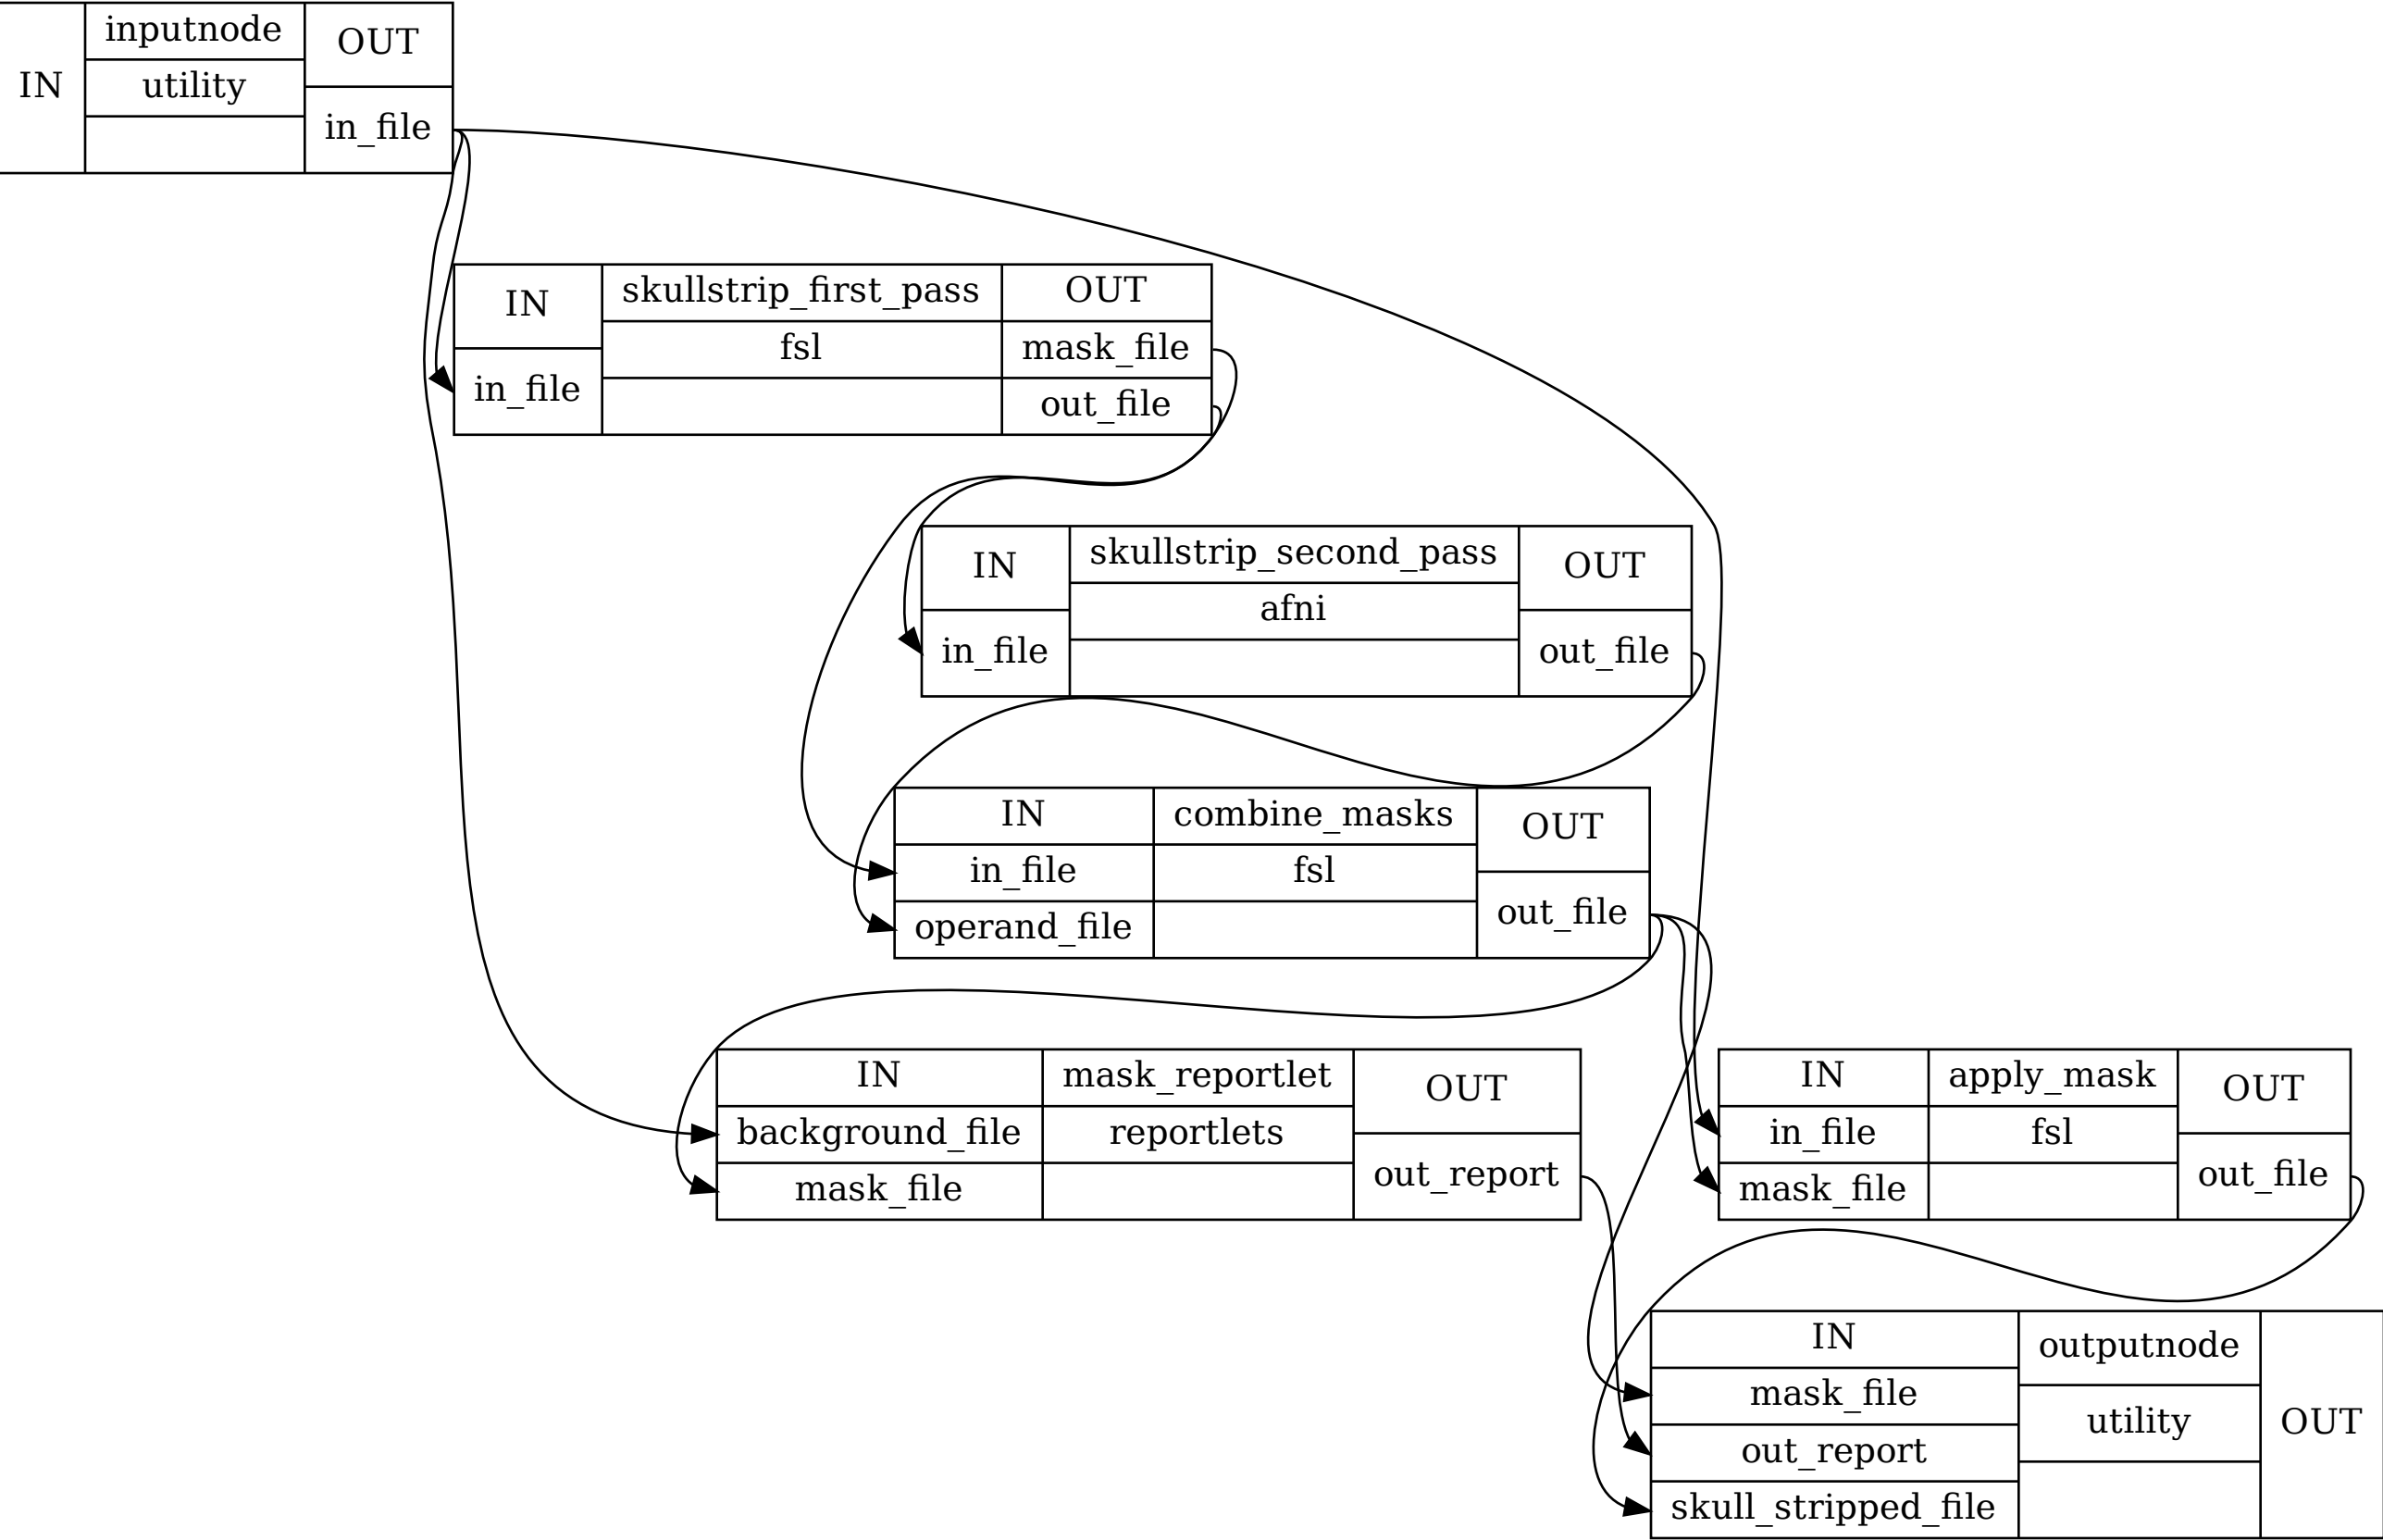 IN
inputnode
utility
OUT
in_file
IN
in_file
skullstrip_first_pass
fsl
OUT
mask_file
out_file
IN
in_file
skullstrip_second_pass
afni
OUT
out_file
IN
in_file
operand_file
combine_masks
fsl
OUT
out_file
IN
background_file
mask_file
mask_reportlet
reportlets
OUT
out_report
IN
in_file
mask_file
apply_mask
fsl
OUT
out_file
IN
mask_file
out_report
skull_stripped_file
outputnode
utility
OUT